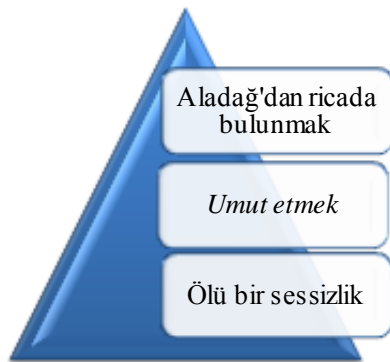 Aladağ'dan ricada
bulunmak
Umut etmek
Ölü bir sessizlik